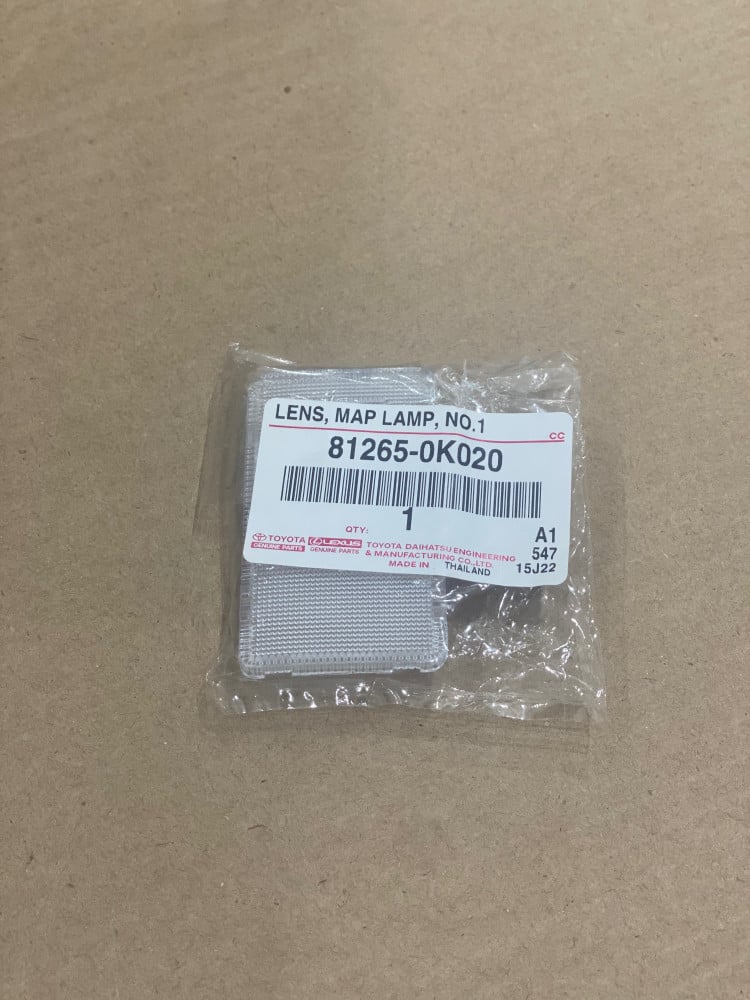 LENS, MAP LAMP, NO.1
CC
81265-0K020
QTY: 1
A1
TOYOTA LEXUS TOYOTA DAIHATSU ENGINEERING 547
GENUINE PARTS GENUINE PARTS & MANUFACTURING CO.,LTD.
MADE IN THAILAND 15J22